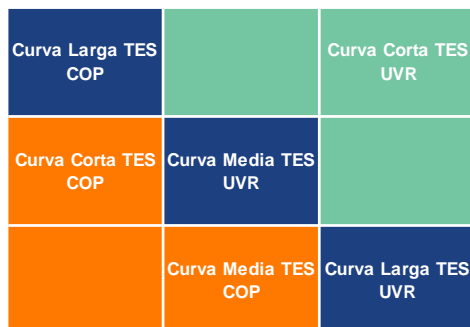 Curva Larga TES
COP
Curva Corta TES
UVR
Curva Corta TES
COP
Curva Media TES
UVR
Curva Media TES
COP
Curva Larga TES
UVR